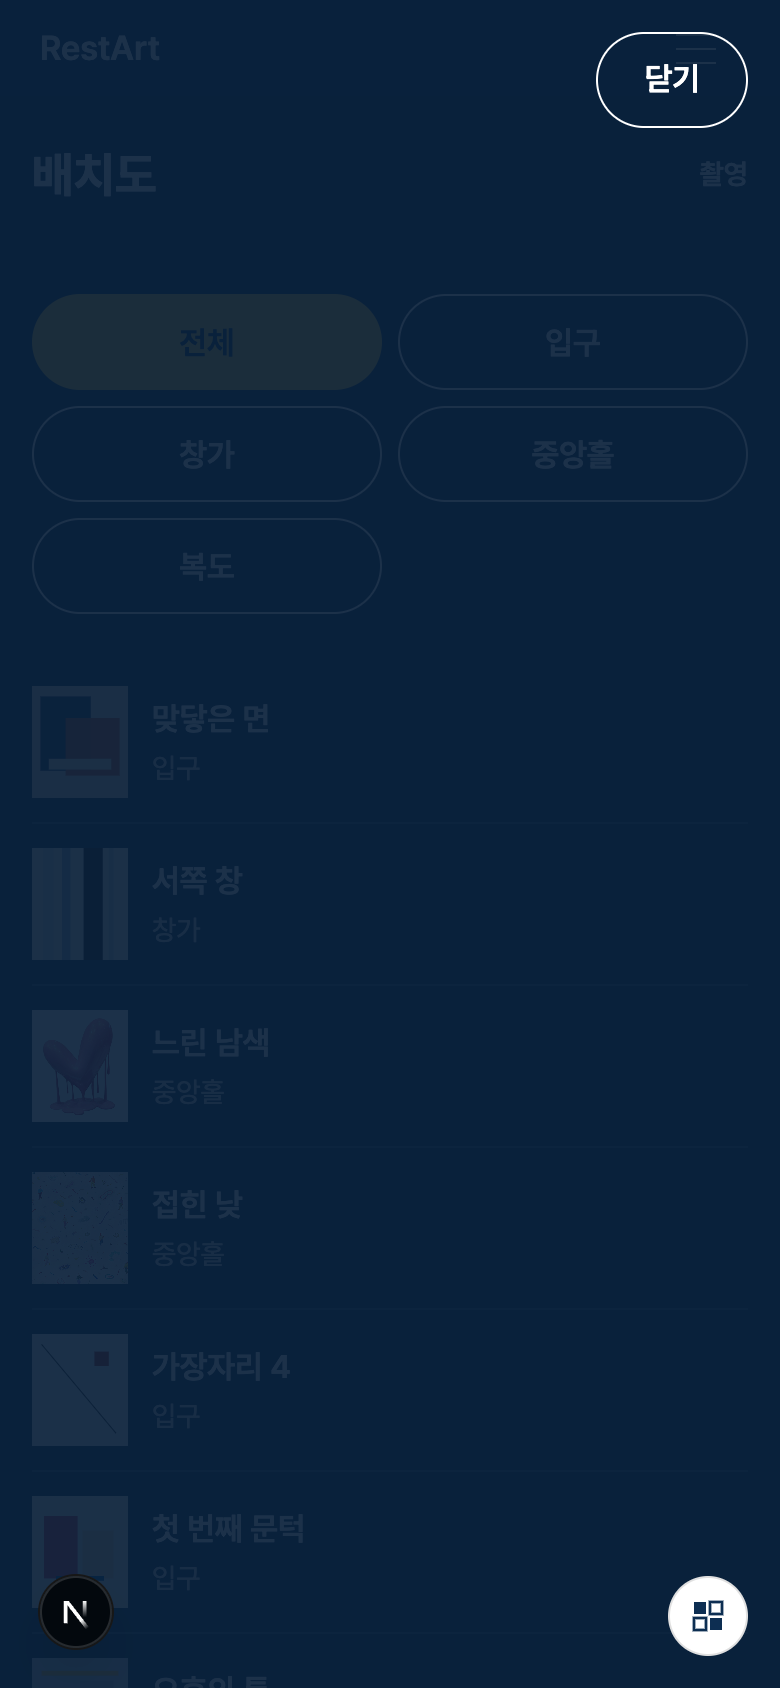 RestArt
닫기
배치도
촬영
전체
입구
창가
중앙홀
복도
맞닿은 면
입구
서쪽 창
창가
느린 남색
중앙홀
접힌 낮
중앙홀
가장자리 4
입구
첫 번째 문턱
입구
N